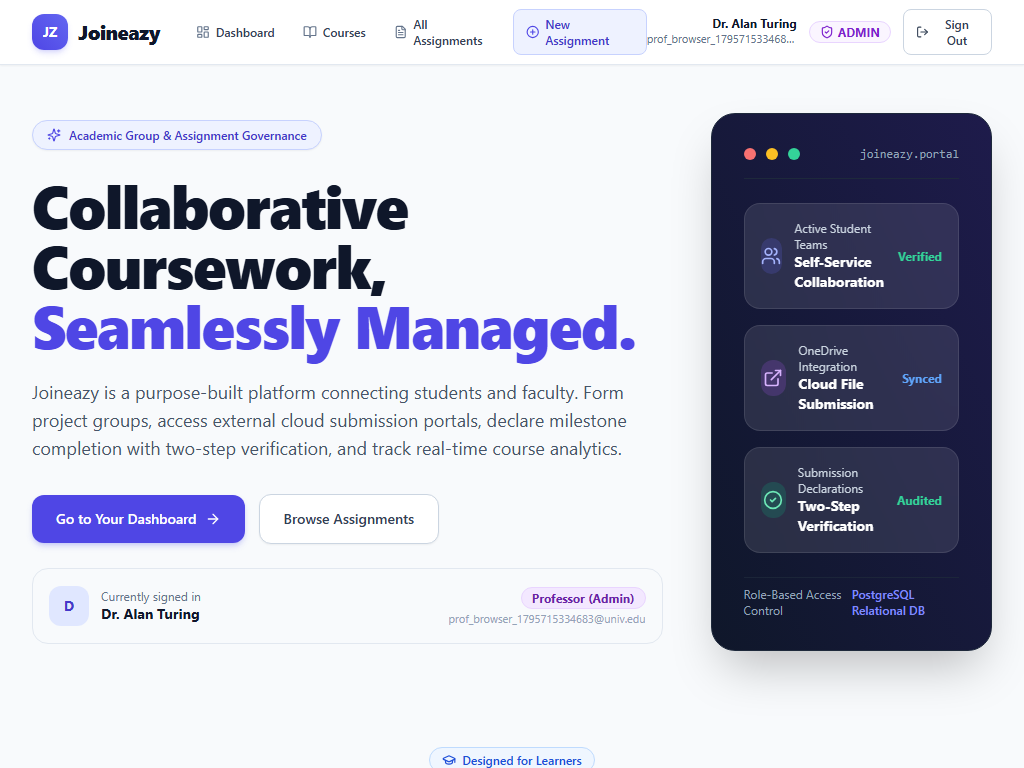 JZ
Joineazy
Dashboard
Courses
All
Assignments
New
Assignment
Dr. Alan Turing
prof_browser_179571533468...
ADMIN
Sign
Out
Academic Group & Assignment Governance
Collaborative
Coursework,
Seamlessly Managed.
Joineazy is a purpose-built platform connecting students and faculty. Form
project groups, access external cloud submission portals, declare milestone
completion with two-step verification, and track real-time course analytics.
Go to Your Dashboard
Browse Assignments
D
Currently signed in
Dr. Alan Turing
Professor (Admin)
prof_browser_1795715334683@univ.edu
joineazy.portal
Active Student
Teams
Self-Service
Collaboration
Verified
OneDrive
Integration
Cloud File
Submission
Synced
Submission
Declarations
Two-Step
Verification
Audited
Role-Based Access
Control
PostgreSQL
Relational DB
Designed for Learners